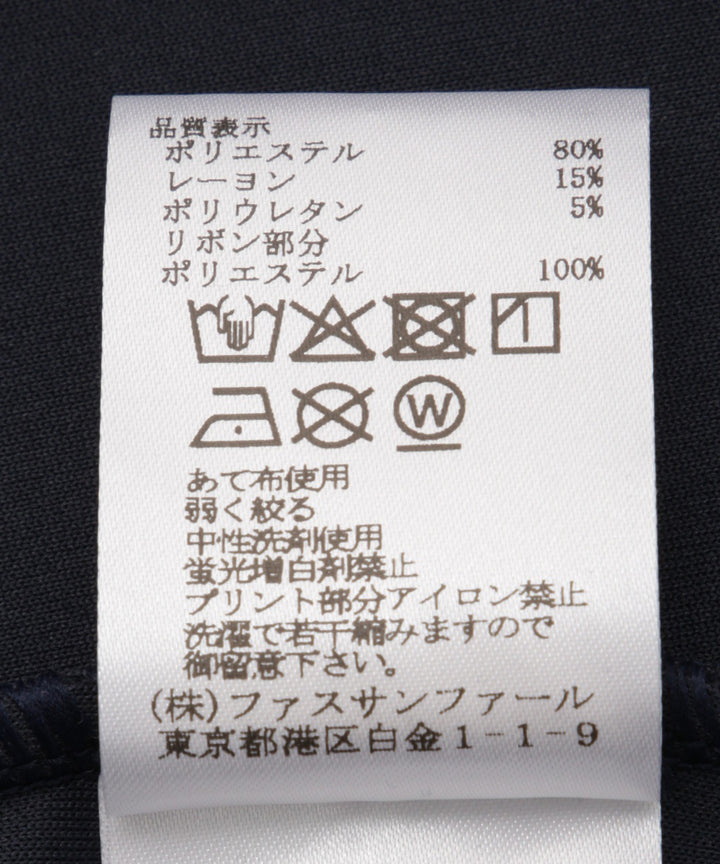 品質表示
ポリエステル 80%
レーヨン 15%
ポリウレタン 5%
リボン部分
ポリエステル 100%
W
あて布使用
弱く絞る
中性洗剤使用
蛍光増白剤禁止
プリント部分アイロン禁止
洗濯で若干縮みますので
御留意下さい。
(株)ファスサンファール
東京都港区白金1-1-9